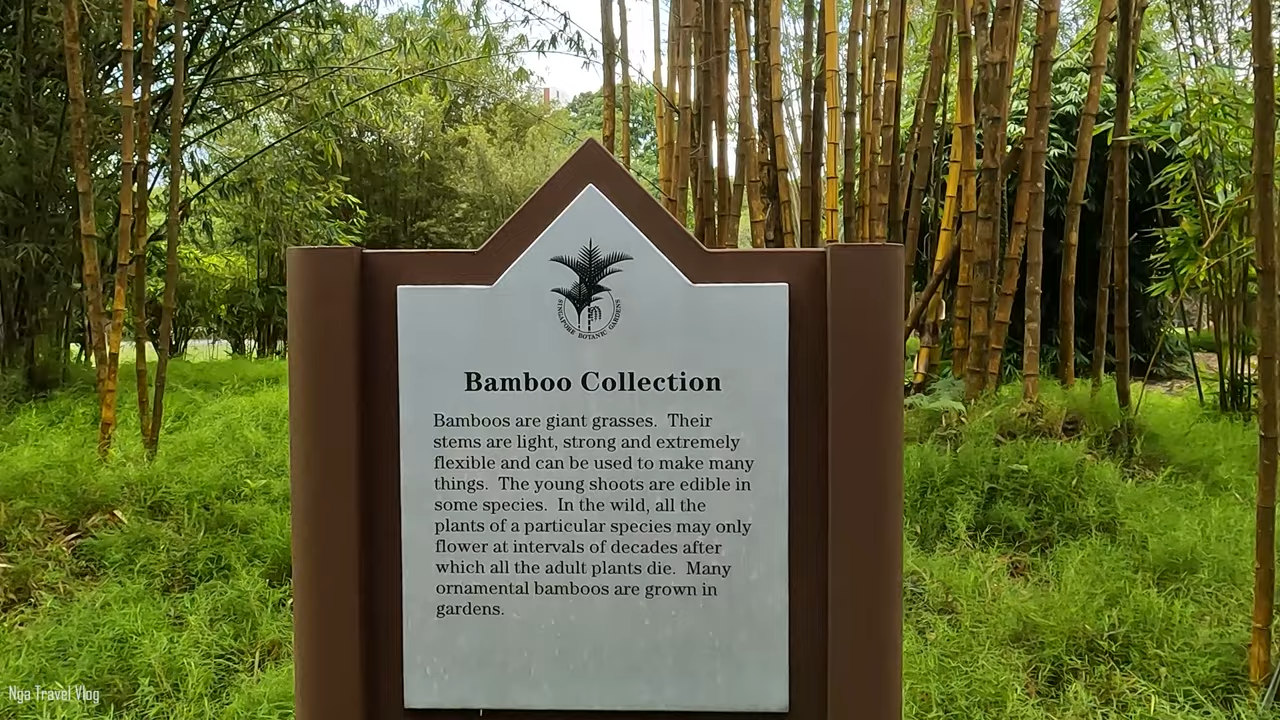 SINGAPORE BOTANIC GARDENS
Bamboo Collection
Bamboos are giant grasses.  Their
stems are light, strong and extremely
flexible and can be used to make many
things.  The young shoots are edible in
some species.  In the wild, all the
plants of a particular species may only
flower at intervals of decades after
which all the adult plants die.  Many
ornamental bamboos are grown in
gardens.
Nga Travel Vlog